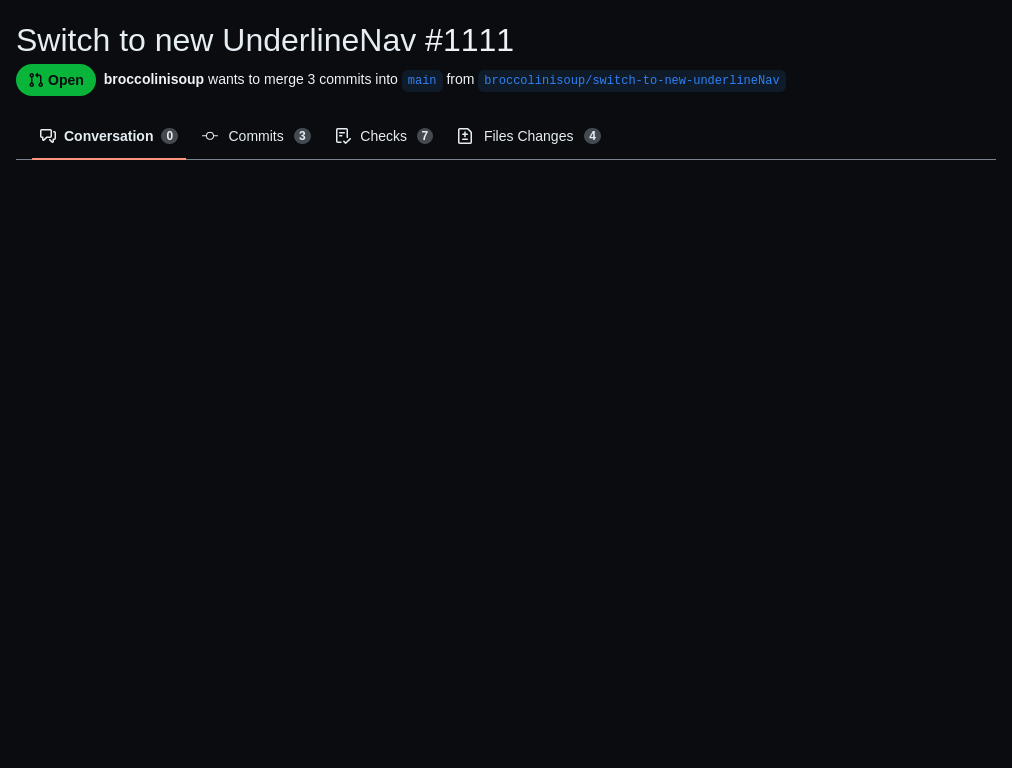 Switch to new UnderlineNav #1111
Open broccolinisoup wants to merge 3 commits into main from broccolinisoup/switch-to-new-underlineNav
Conversation 0 Commits 3 Checks 7 Files Changes 4